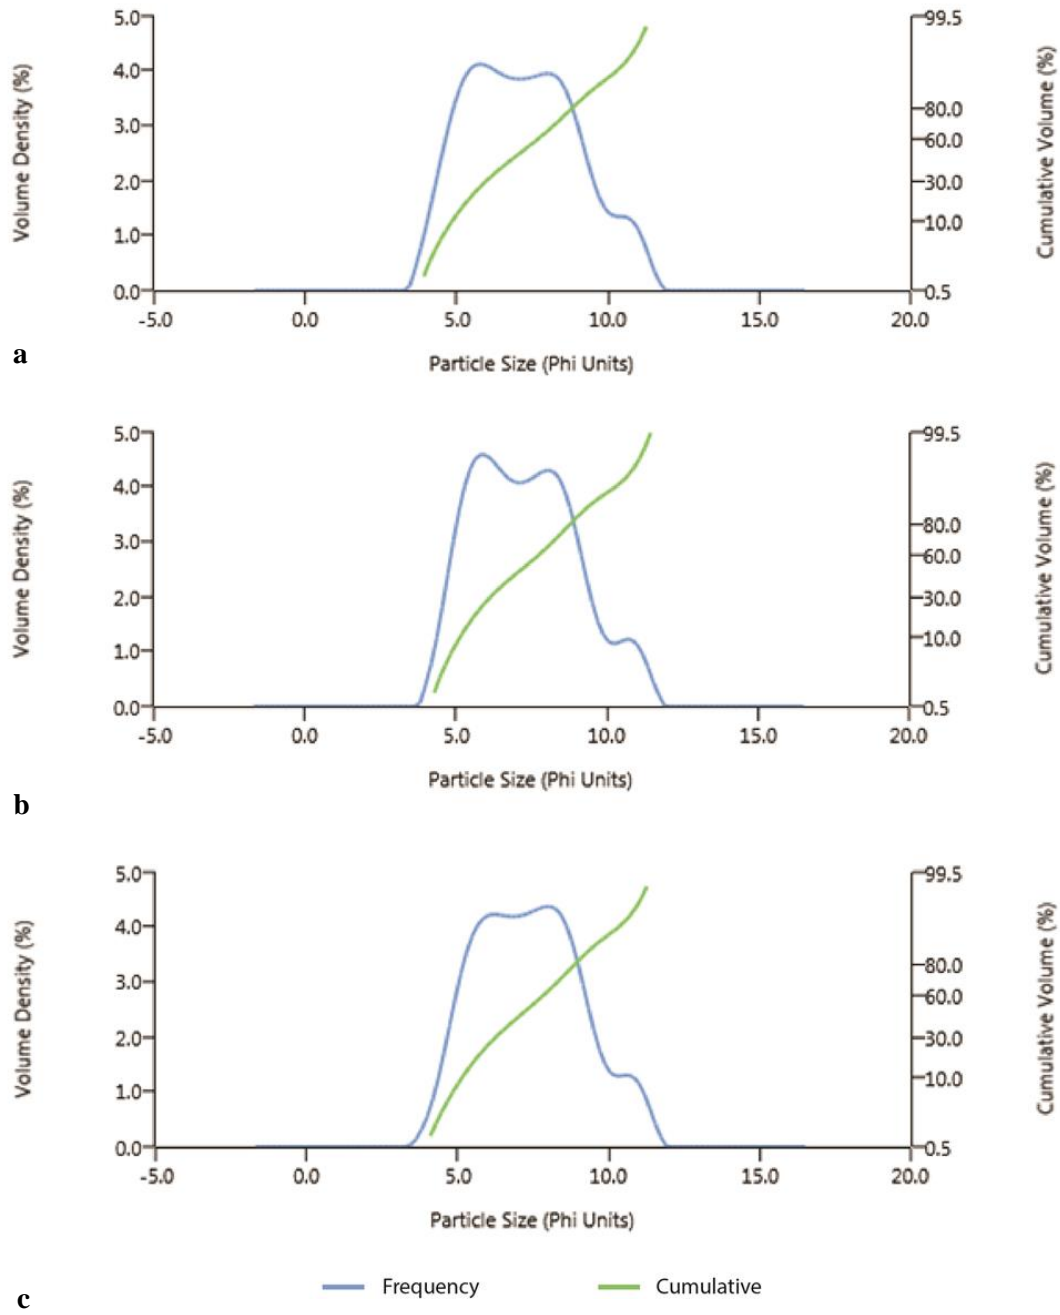 5.0
4.0
3.0
2.0
1.0
0.0
Volume Density (%)
99.5
80.0
60.0
30.0
10.0
0.5
Cumulative Volume (%)
-5.0 0.0 5.0 10.0 15.0 20.0
Particle Size (Phi Units)
a
5.0
4.0
3.0
2.0
1.0
0.0
Volume Density (%)
99.5
80.0
60.0
30.0
10.0
0.5
Cumulative Volume (%)
-5.0 0.0 5.0 10.0 15.0 20.0
Particle Size (Phi Units)
b
5.0
4.0
3.0
2.0
1.0
0.0
Volume Density (%)
99.5
80.0
60.0
30.0
10.0
0.5
Cumulative Volume (%)
-5.0 0.0 5.0 10.0 15.0 20.0
Particle Size (Phi Units)
Frequency Cumulative
c